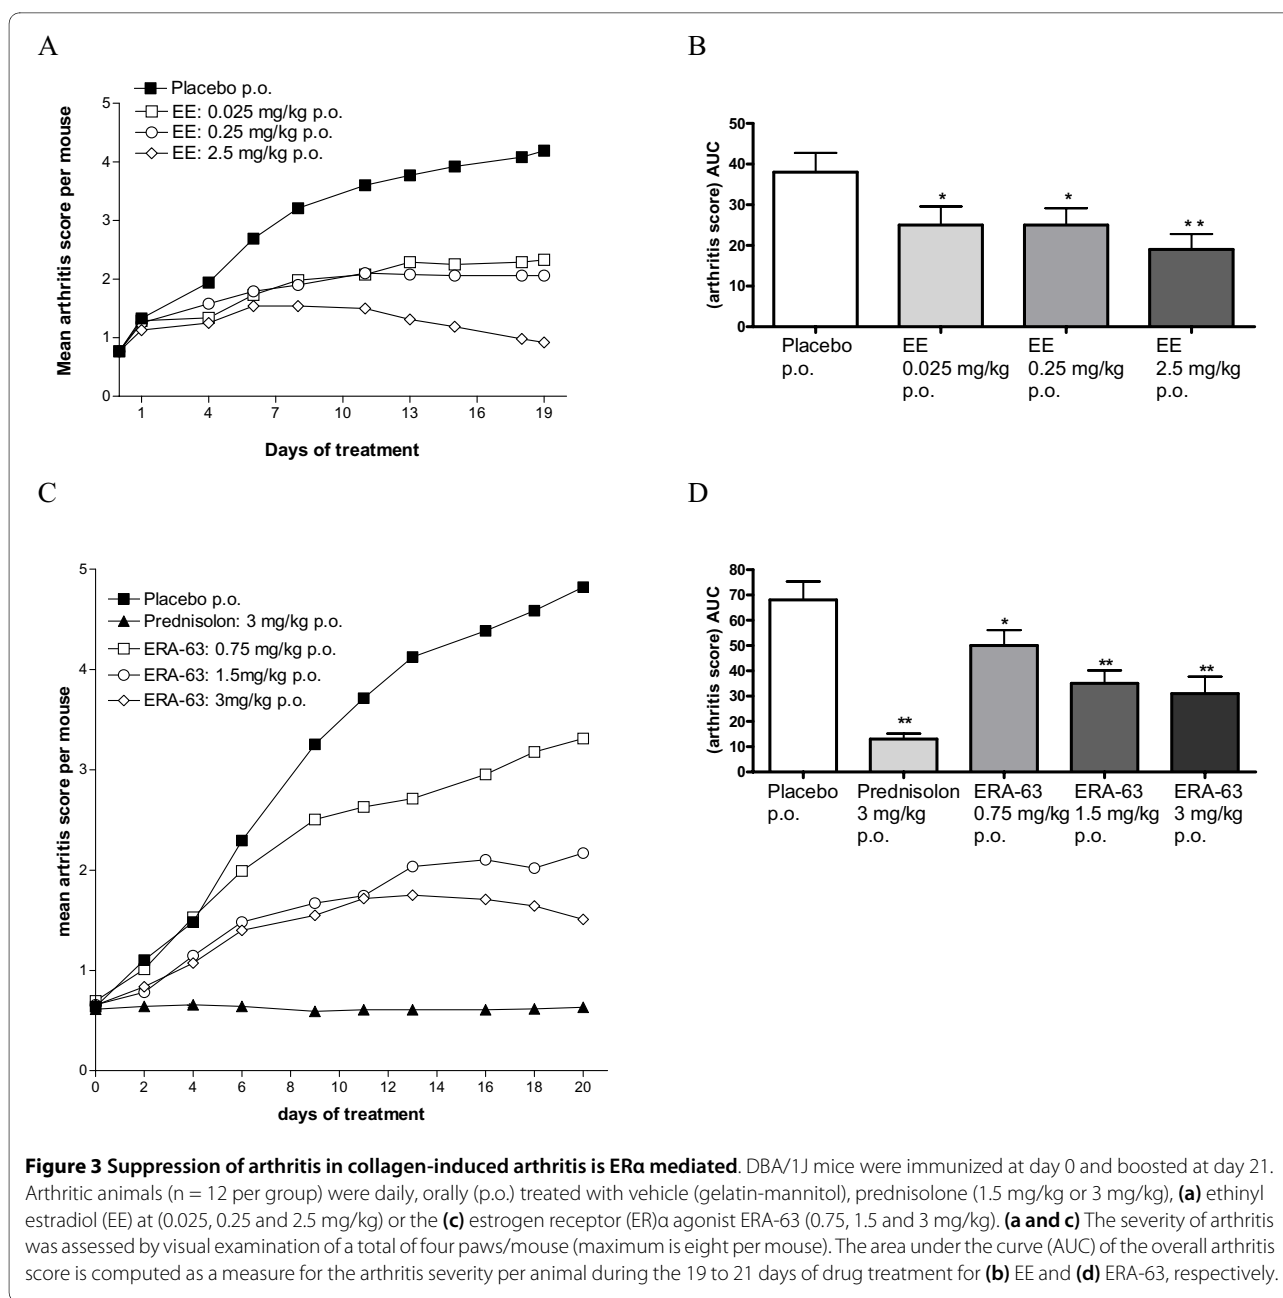 A
Placebo p.o.
EE: 0.025 mg/kg p.o.
EE: 0.25 mg/kg p.o.
EE: 2.5 mg/kg p.o.
Mean arthritis score per mouse
5
4
3
2
1
0
1 4 7 10 13 16 19
Days of treatment
B
(arthritis score) AUC
50
40
30
20
10
0
* * * *
Placebo p.o.
EE 0.025 mg/kg p.o.
EE 0.25 mg/kg p.o.
EE 2.5 mg/kg p.o.
C
Placebo p.o.
Prednisolon: 3 mg/kg p.o.
ERA-63: 0.75 mg/kg p.o.
ERA-63: 1.5mg/kg p.o.
ERA-63: 3mg/kg p.o.
mean artritis score per mouse
5
4
3
2
1
0
0 2 4 6 8 10 12 14 16 18 20
days of treatment
D
(arthritis score) AUC
80
70
60
50
40
30
20
10
0
** * ** **
Placebo p.o.
Prednisolon 3 mg/kg p.o.
ERA-63 0.75 mg/kg p.o.
ERA-63 1.5 mg/kg p.o.
ERA-63 3 mg/kg p.o.
Figure 3 Suppression of arthritis in collagen-induced arthritis is ERα mediated. DBA/1J mice were immunized at day 0 and boosted at day 21.
Arthritic animals (n = 12 per group) were daily, orally (p.o.) treated with vehicle (gelatin-mannitol), prednisolone (1.5 mg/kg or 3 mg/kg), (a) ethinyl
estradiol (EE) at (0.025, 0.25 and 2.5 mg/kg) or the (c) estrogen receptor (ER)α agonist ERA-63 (0.75, 1.5 and 3 mg/kg). (a and c) The severity of arthritis
was assessed by visual examination of a total of four paws/mouse (maximum is eight per mouse). The area under the curve (AUC) of the overall arthritis
score is computed as a measure for the arthritis severity per animal during the 19 to 21 days of drug treatment for (b) EE and (d) ERA-63, respectively.